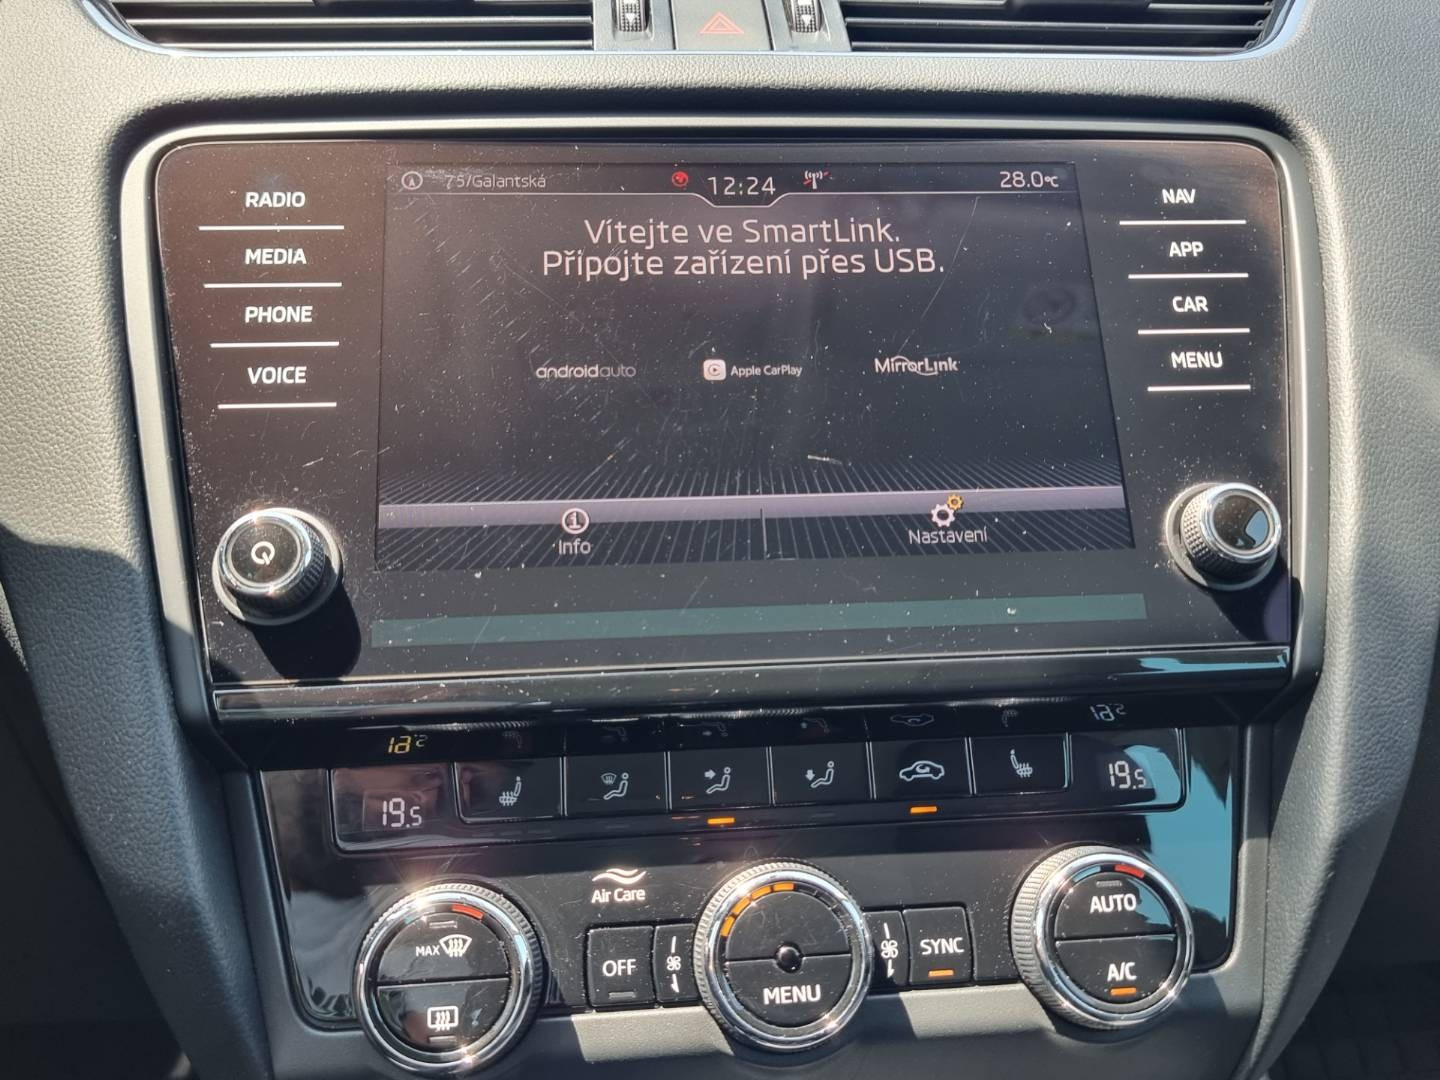 RADIO
MEDIA
PHONE
VOICE
75/Galantská
12:24
28.0°C
Vítejte ve SmartLink.
Připojte zařízení přes USB.
androidauto
Apple CarPlay
MirrorLink
Info
Nastavení
NAV
APP
CAR
MENU
19.5
19.5
Air Care
MAX
OFF
MENU
SYNC
AUTO
A/C